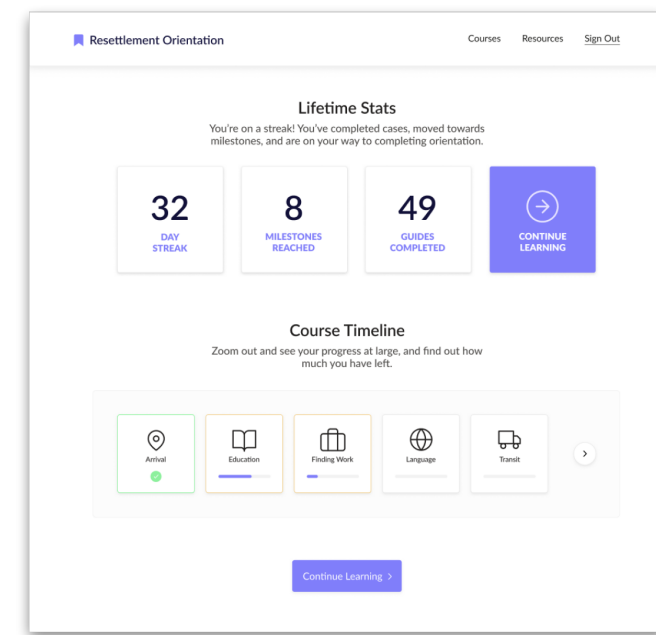 Resettlement Orientation
Courses Resources Sign Out
Lifetime Stats
You're on a streak! You've completed cases, moved towards
milestones, and are on your way to completing orientation.
32
DAY
STREAK
8
MILESTONES
REACHED
49
GUIDES
COMPLETED
CONTINUE
LEARNING
Course Timeline
Zoom out and see your progress at large, and find out how
much you have left.
Arrival
Education
Finding Work
Language
Transit
Continue Learning